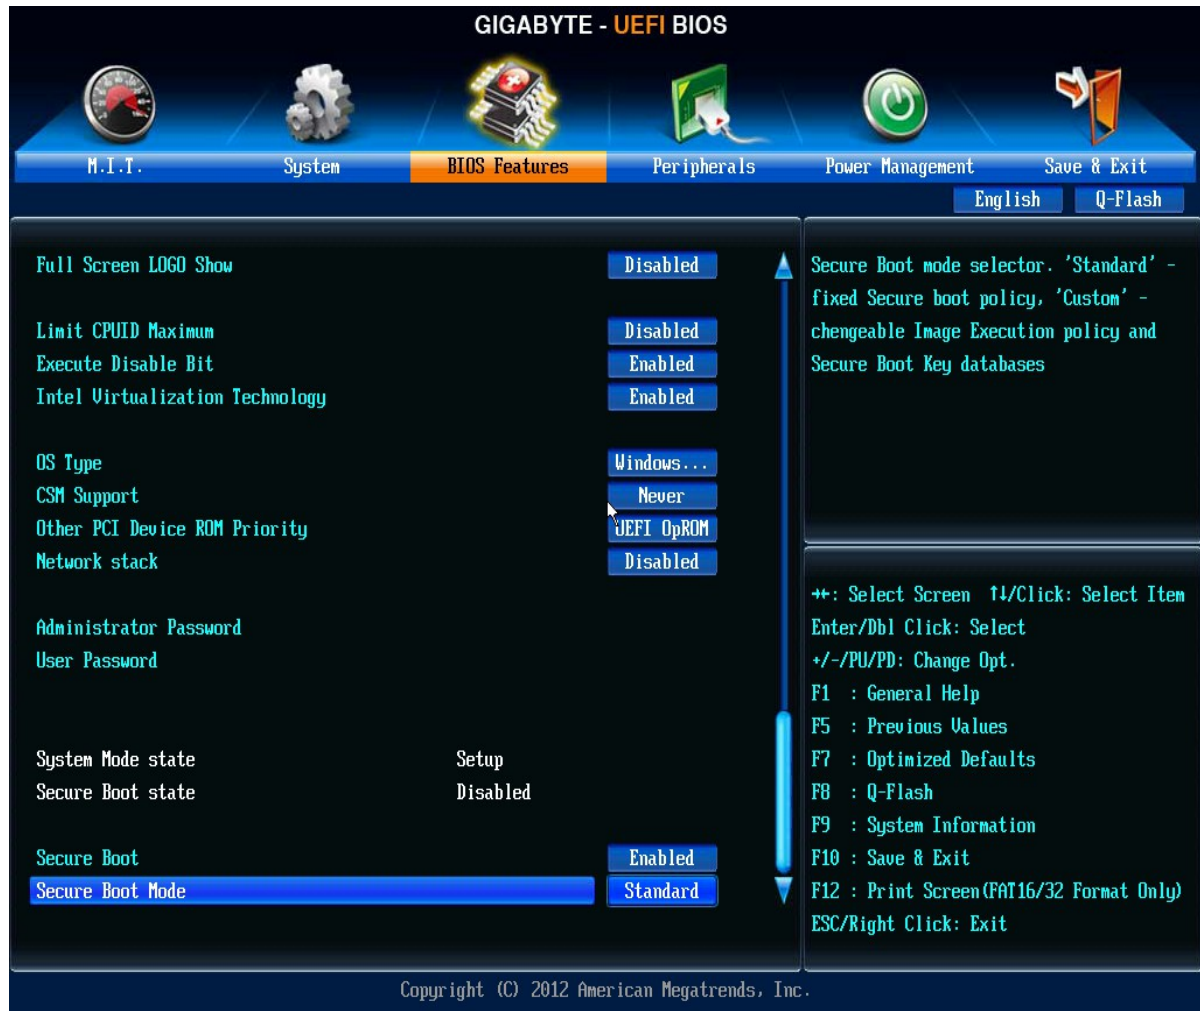 GIGABYTE - UEFI BIOS
M.I.T. System BIOS Features Peripherals Power Management Save & Exit
English Q-Flash
Full Screen LOGO Show Disabled
Limit CPUID Maximum Disabled
Execute Disable Bit Enabled
Intel Virtualization Technology Enabled
OS Type Windows...
CSM Support Never
Other PCI Device ROM Priority UEFI OpROM
Network stack Disabled
Administrator Password
User Password
System Mode state Setup
Secure Boot state Disabled
Secure Boot Enabled
Secure Boot Mode Standard
Secure Boot mode selector. 'Standard' -
fixed Secure boot policy, 'Custom' -
chengeable Image Execution policy and
Secure Boot Key databases
→←: Select Screen ↑↓/Click: Select Item
Enter/Dbl Click: Select
+/-/PU/PD: Change Opt.
F1 : General Help
F5 : Previous Values
F7 : Optimized Defaults
F8 : Q-Flash
F9 : System Information
F10 : Save & Exit
F12 : Print Screen(FAT16/32 Format Only)
ESC/Right Click: Exit
Copyright (C) 2012 American Megatrends, Inc.